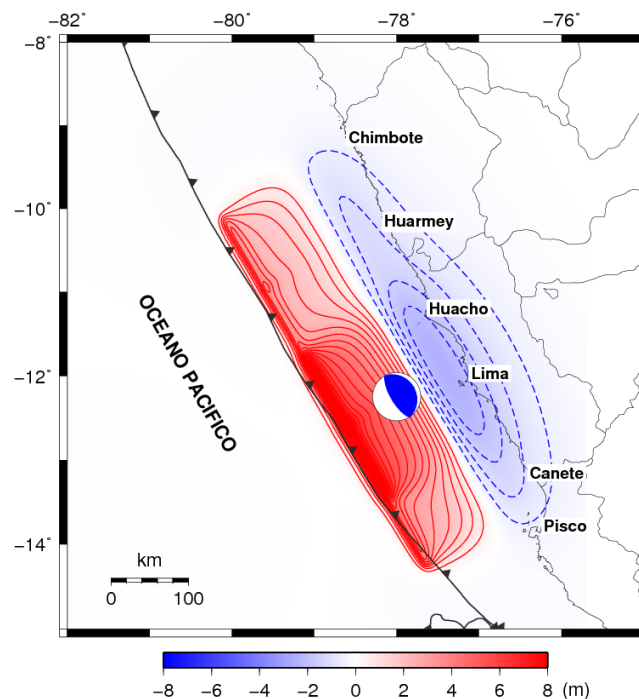 −82° −80° −78° −76°
−8°
Chimbote
−10°
Huarmey
Huacho
OCEANO PACIFICO
−12°
Lima
Canete
Pisco
−14°
km
0 100
−8 −6 −4 −2 0 2 4 6 8 (m)